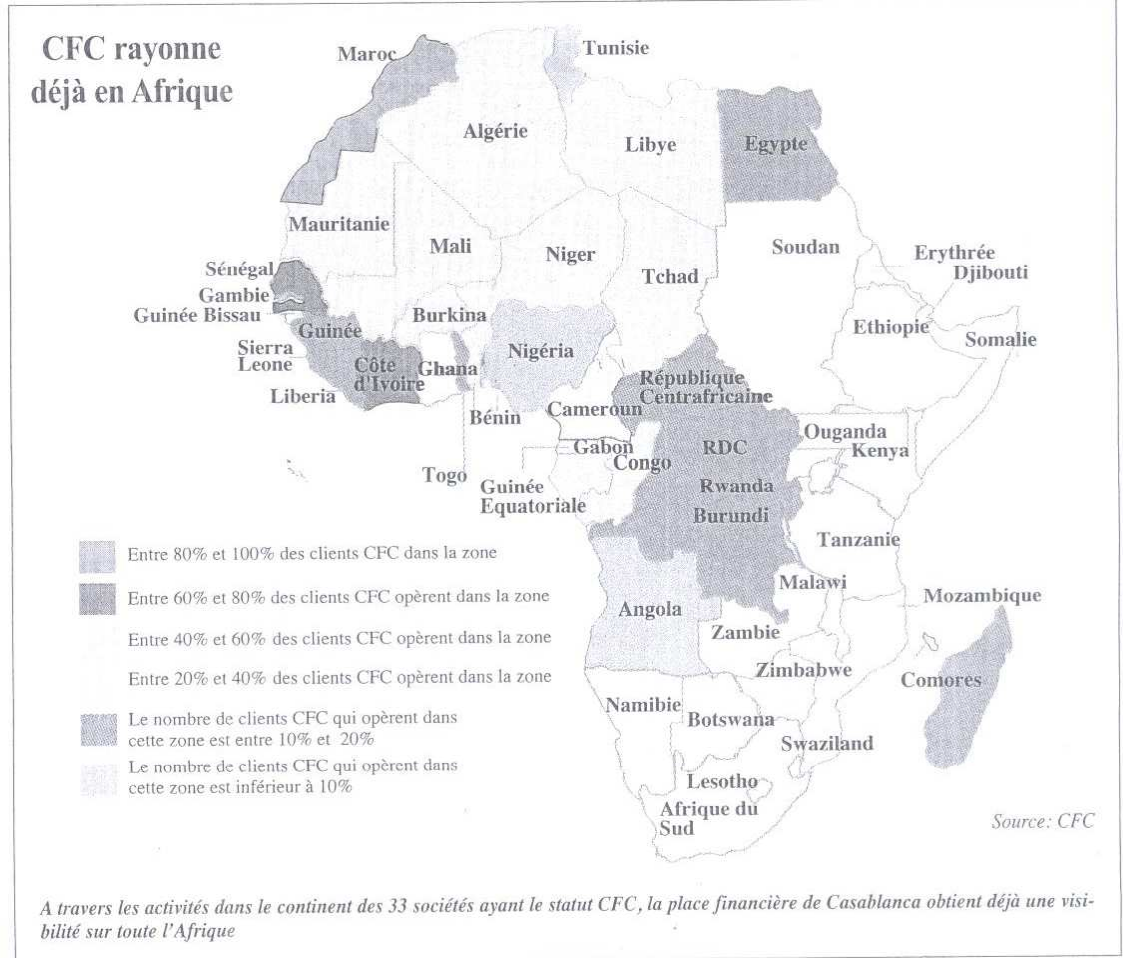 CFC rayonne
déjà en Afrique
Maroc
Tunisie
Algérie
Libye
Egypte
Mauritanie
Mali
Niger
Tchad
Soudan
Erythrée
Djibouti
Sénégal
Gambie
Guinée Bissau
Guinée
Burkina
Nigéria
Ethiopie
Somalie
Sierra
Leone
Liberia
Côte
d'Ivoire
Ghana
Bénin
Togo
Cameroun
République
Centrafricaine
Gabon
Congo
Guinée
Equatoriale
RDC
Ouganda
Kenya
Rwanda
Burundi
Tanzanie
Malawi
Mozambique
Angola
Zambie
Zimbabwe
Comores
Namibie
Botswana
Swaziland
Lesotho
Afrique du
Sud
Entre 80% et 100% des clients CFC dans la zone
Entre 60% et 80% des clients CFC opèrent dans la zone
Entre 40% et 60% des clients CFC opèrent dans la zone
Entre 20% et 40% des clients CFC opèrent dans la zone
Le nombre de clients CFC qui opèrent dans
cette zone est entre 10% et 20%
Le nombre de clients CFC qui opèrent dans
cette zone est inférieur à 10%
Source: CFC
A travers les activités dans le continent des 33 sociétés ayant le statut CFC, la place financière de Casablanca obtient déjà une visi-
bilité sur toute l'Afrique